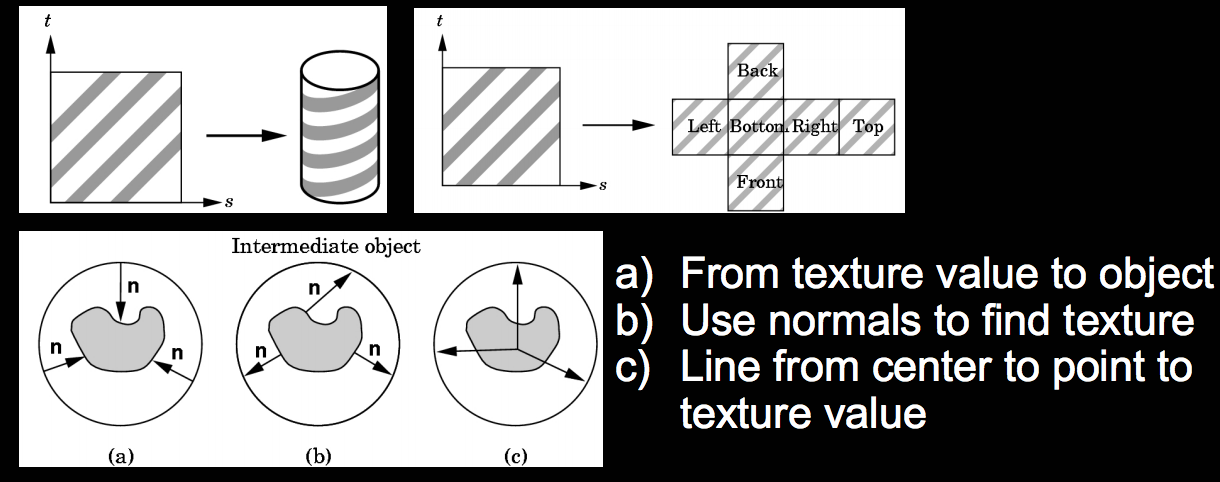 t
s
t
s
Back
Left Bottom Right Top
Front
Intermediate object
n
n
n
n
n
n
(a)
(b)
(c)
a) From texture value to object
b) Use normals to find texture
c) Line from center to point to
texture value